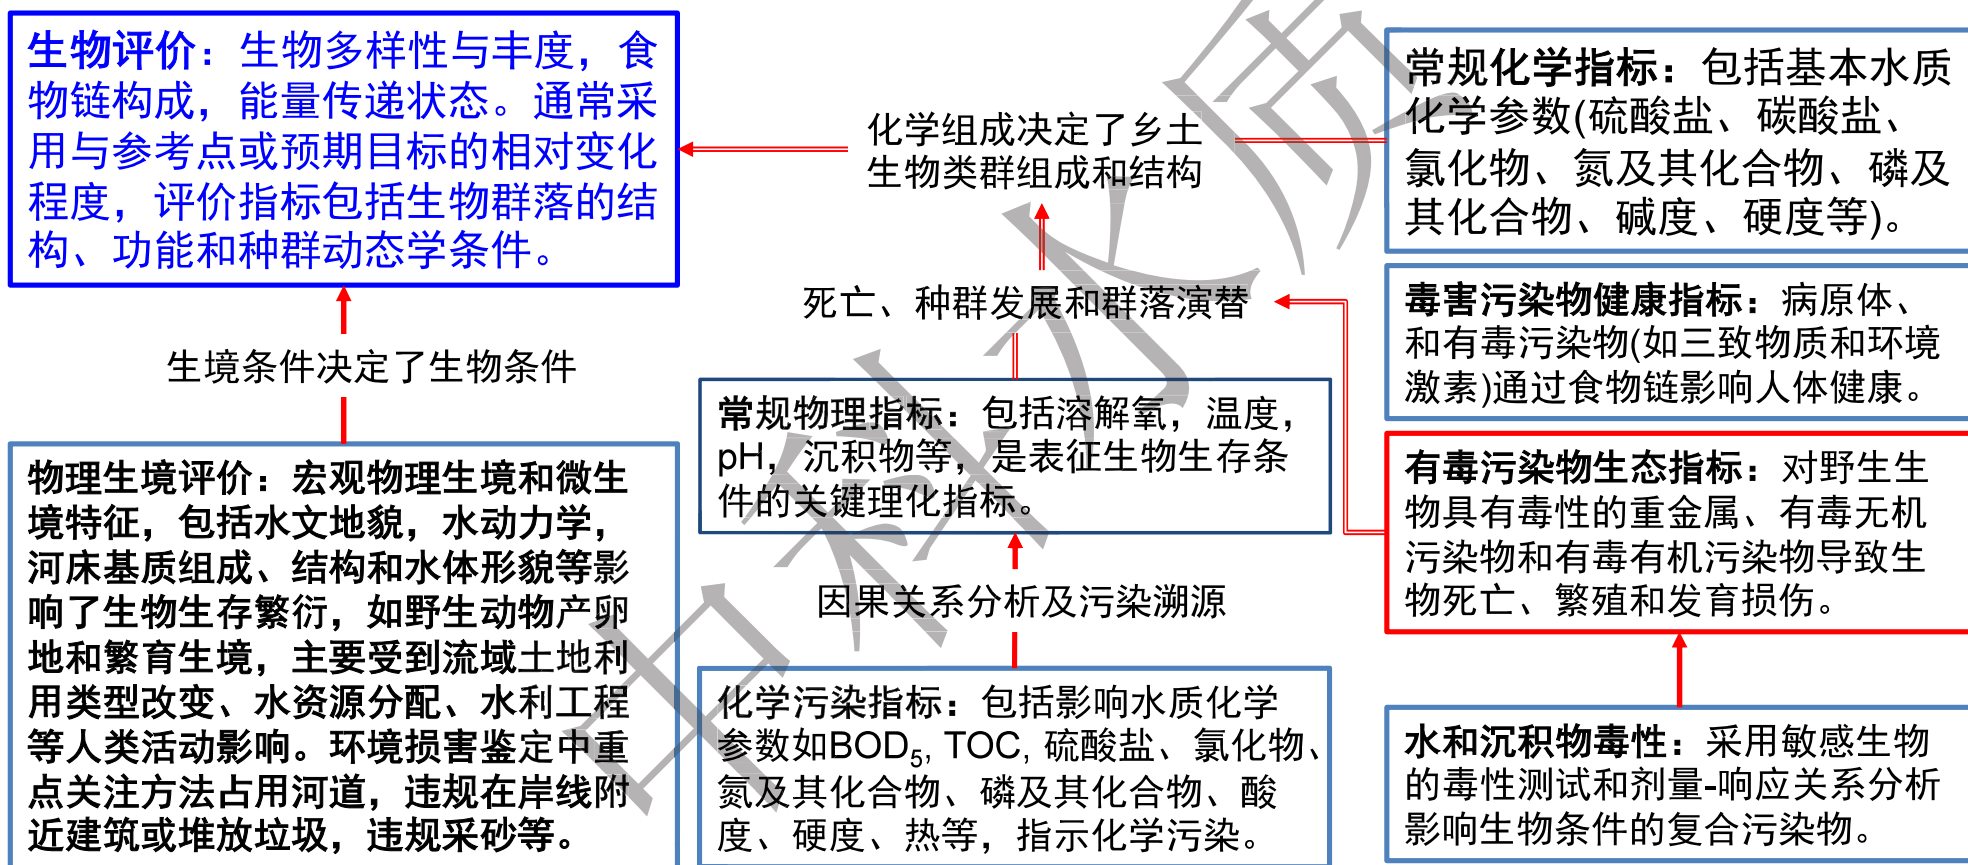 生物评价：生物多样性与丰度，食
物链构成，能量传递状态。通常采
用与参考点或预期目标的相对变化
程度，评价指标包括生物群落的结
构、功能和种群动态学条件。
生境条件决定了生物条件
物理生境评价：宏观物理生境和微生
境特征，包括水文地貌，水动力学，
河床基质组成、结构和水体形貌等影
响了生物生存繁衍，如野生动物产卵
地和繁育生境，主要受到流域土地利
用类型改变、水资源分配、水利工程
等人类活动影响。环境损害鉴定中重
点关注方法占用河道，违规在岸线附
近建筑或堆放垃圾，违规采砂等。
化学组成决定了乡土
生物类群组成和结构
死亡、种群发展和群落演替
常规物理指标：包括溶解氧，温度，
pH，沉积物等，是表征生物生存条
件的关键理化指标。
因果关系分析及污染溯源
化学污染指标：包括影响水质化学
参数如BOD₅, TOC, 硫酸盐、氯化物、
氮及其化合物、磷及其化合物、酸
度、硬度、热等，指示化学污染。
常规化学指标：包括基本水质
化学参数(硫酸盐、碳酸盐、
氯化物、氮及其化合物、磷及
其化合物、碱度、硬度等)。
毒害污染物健康指标：病原体、
和有毒污染物(如三致物质和环境
激素)通过食物链影响人体健康。
有毒污染物生态指标：对野生生
物具有毒性的重金属、有毒无机
污染物和有毒有机污染物导致生
物死亡、繁殖和发育损伤。
水和沉积物毒性：采用敏感生物
的毒性测试和剂量-响应关系分析
影响生物条件的复合污染物。
中科水质